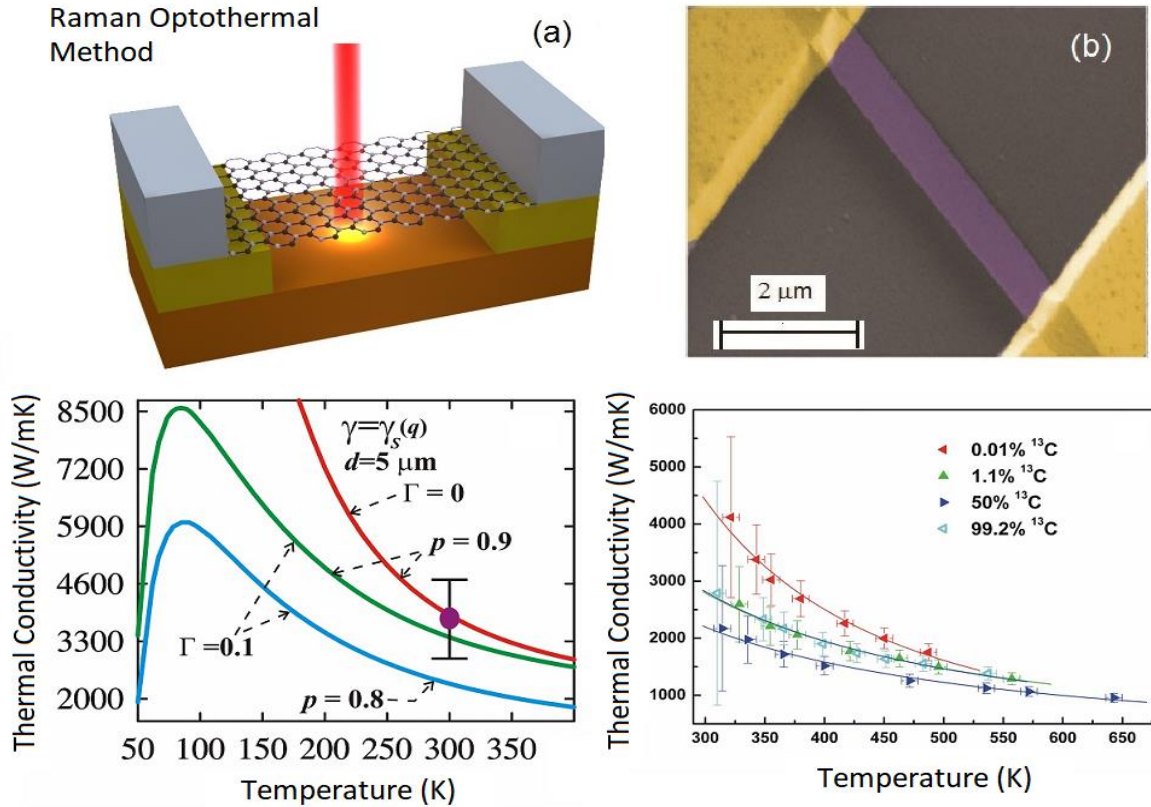 Raman Optothermal
Method
(a)
(b)
2 μm
Thermal Conductivity (W/mK)
8500
7200
5900
4600
3300
2000
γ=γs(q)
d=5 μm
Γ = 0
p = 0.9
Γ =0.1
p = 0.8
50 100 150 200 250 300 350
Temperature (K)
Thermal Conductivity (W/mK)
6000
5000
4000
3000
2000
1000
0.01% ¹³C
1.1% ¹³C
50% ¹³C
99.2% ¹³C
300 350 400 450 500 550 600 650
Temperature (K)